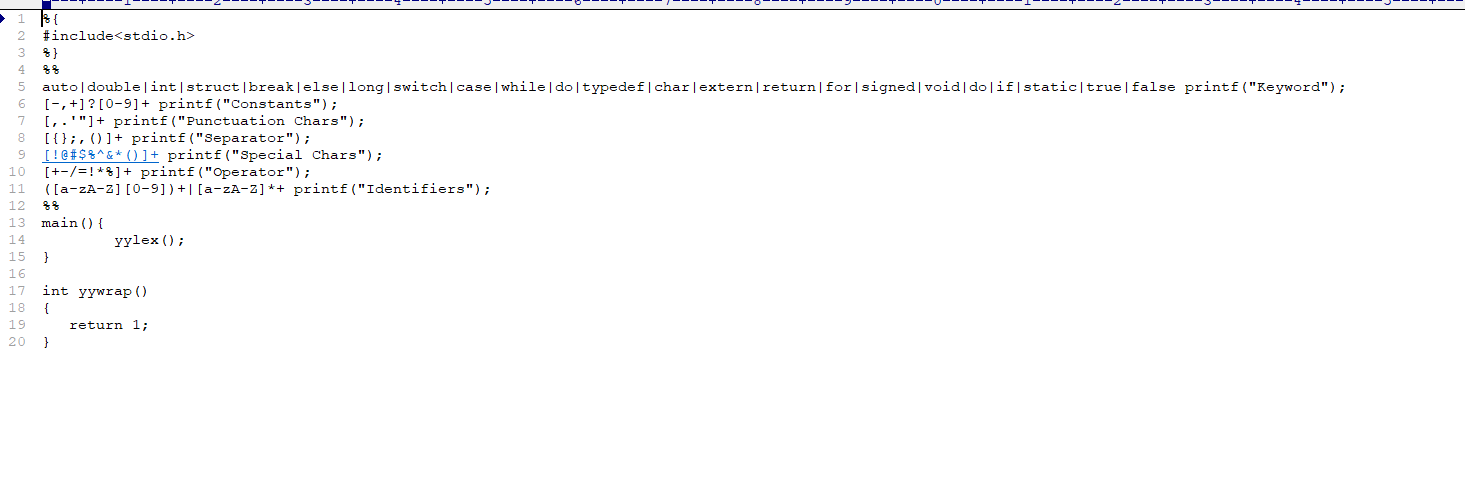 1 %{
2 #include<stdio.h>
3 %}
4 %%
5 auto|double|int|struct|break|else|long|switch|case|while|do|typedef|char|extern|return|for|signed|void|do|if|static|true|false printf("Keyword");
6 [-,+]?[0-9]+ printf("Constants");
7 [,.'"]+ printf("Punctuation Chars");
8 [{};,()]+ printf("Separator");
9 [!@#$%^&*()]+ printf("Special Chars");
10 [+-/=!*%]+ printf("Operator");
11 ([a-zA-Z][0-9])+|[a-zA-Z]*+ printf("Identifiers");
12 %%
13 main(){
14         yylex();
15 }
16
17 int yywrap()
18 {
19    return 1;
20 }